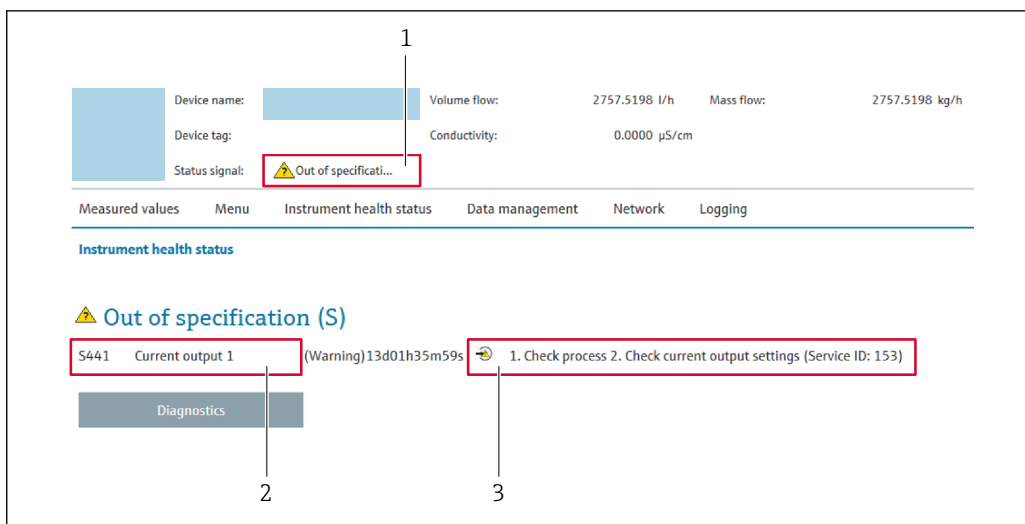 1
Device name: Volume flow: 2757.5198 l/h Mass flow: 2757.5198 kg/h
Device tag: Conductivity: 0.0000 µS/cm
Status signal: Out of specificati...
Measured values Menu Instrument health status Data management Network Logging
Instrument health status
Out of specification (S)
S441 Current output 1 (Warning)13d01h35m59s 1. Check process 2. Check current output settings (Service ID: 153)
Diagnostics
2 3